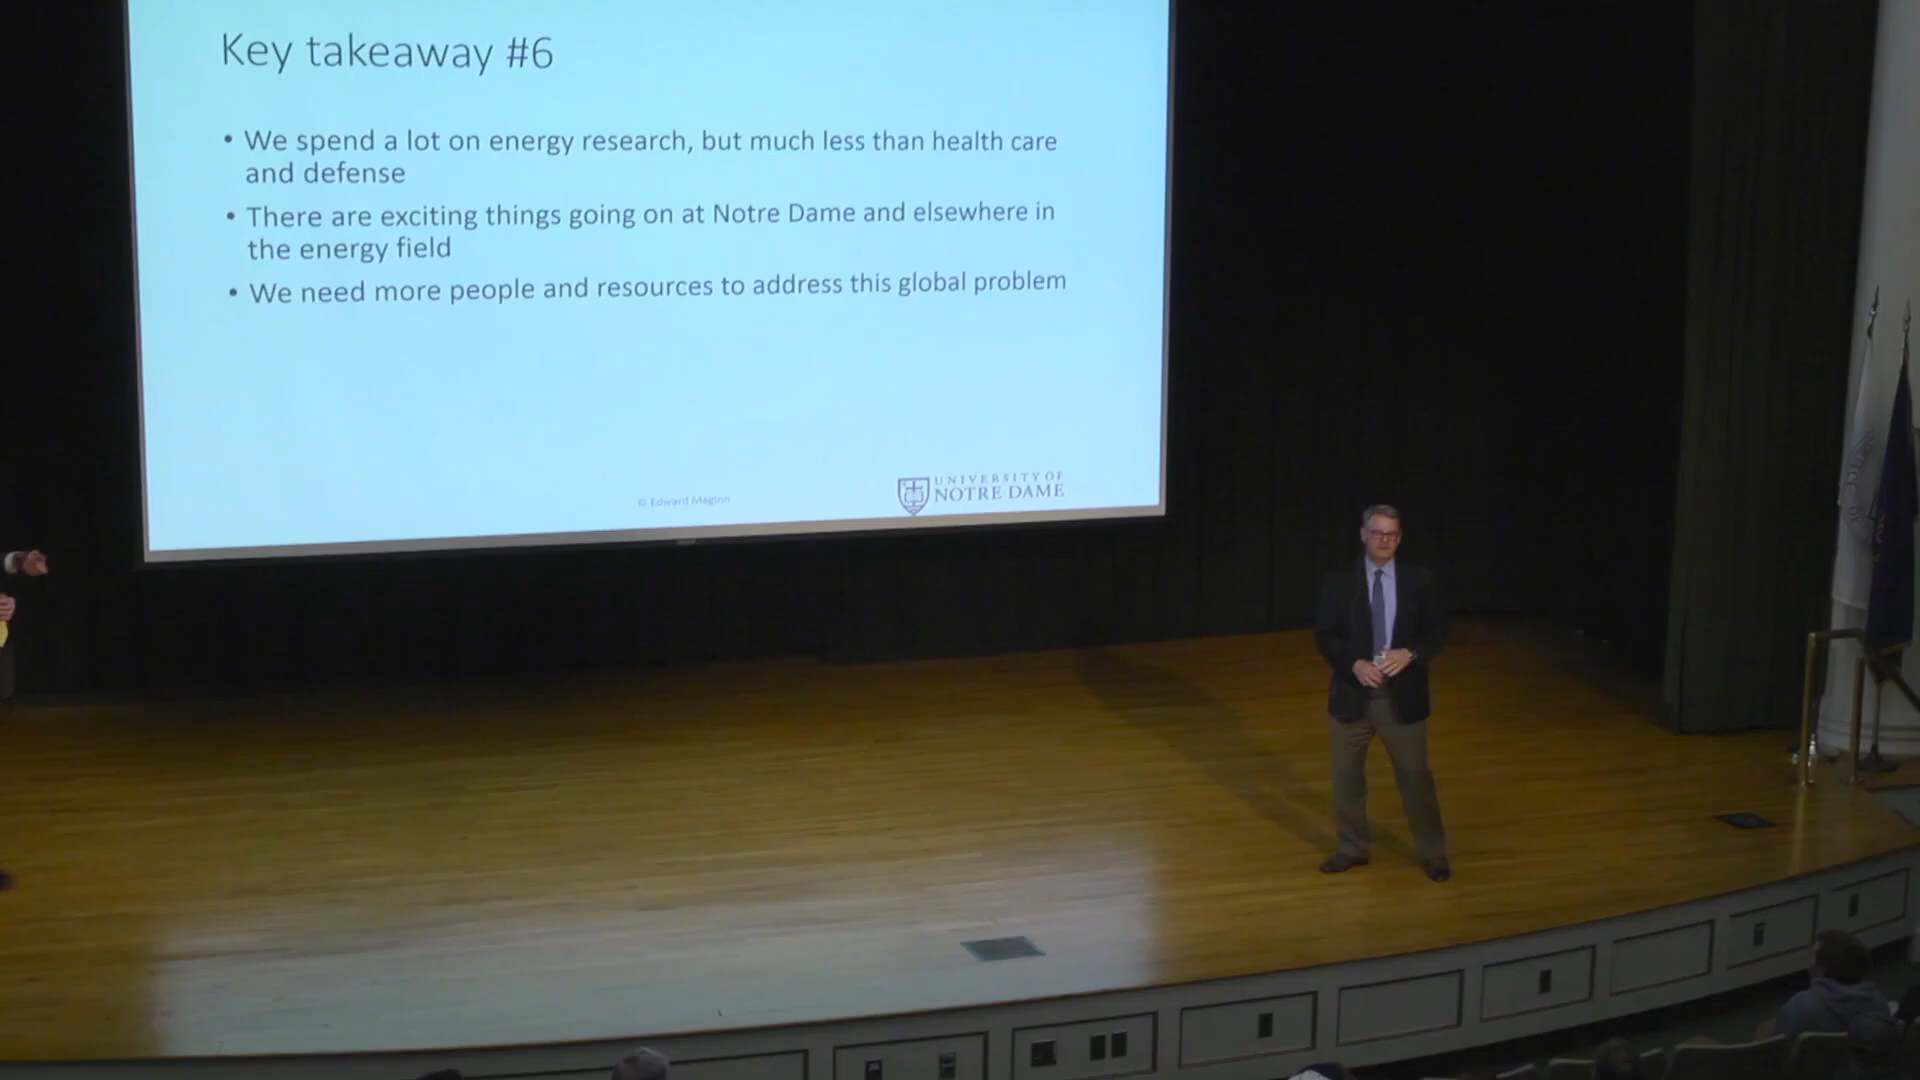 Key takeaway #6
• We spend a lot on energy research, but much less than health care
and defense
• There are exciting things going on at Notre Dame and elsewhere in
the energy field
• We need more people and resources to address this global problem
© Edward Maginn
UNIVERSITY OF
NOTRE DAME